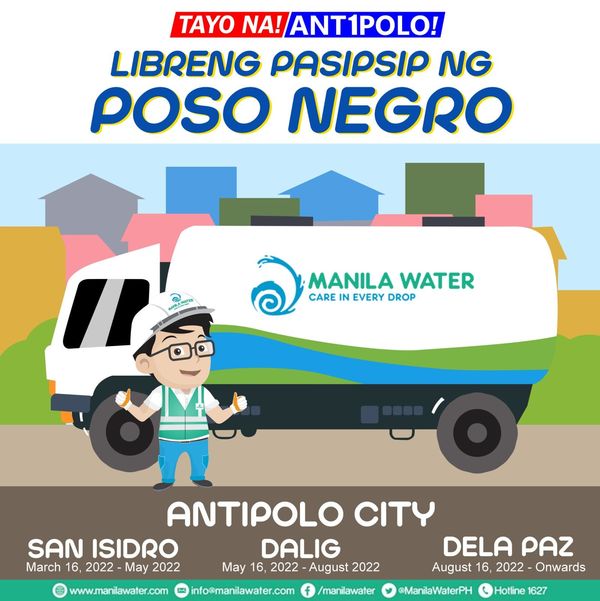 TAYO NA! ANT1POLO!
LIBRENG PASIPSIP NG
POSO NEGRO
MANILA WATER
CARE IN EVERY DROP
ANTIPOLO CITY
SAN ISIDRO
March 16, 2022 - May 2022
DALIG
May 16, 2022 - August 2022
DELA PAZ
August 16, 2022 - Onwards
www.manilawater.com info@manilawater.com /manilawater @ManilaWaterPH Hotline 1627